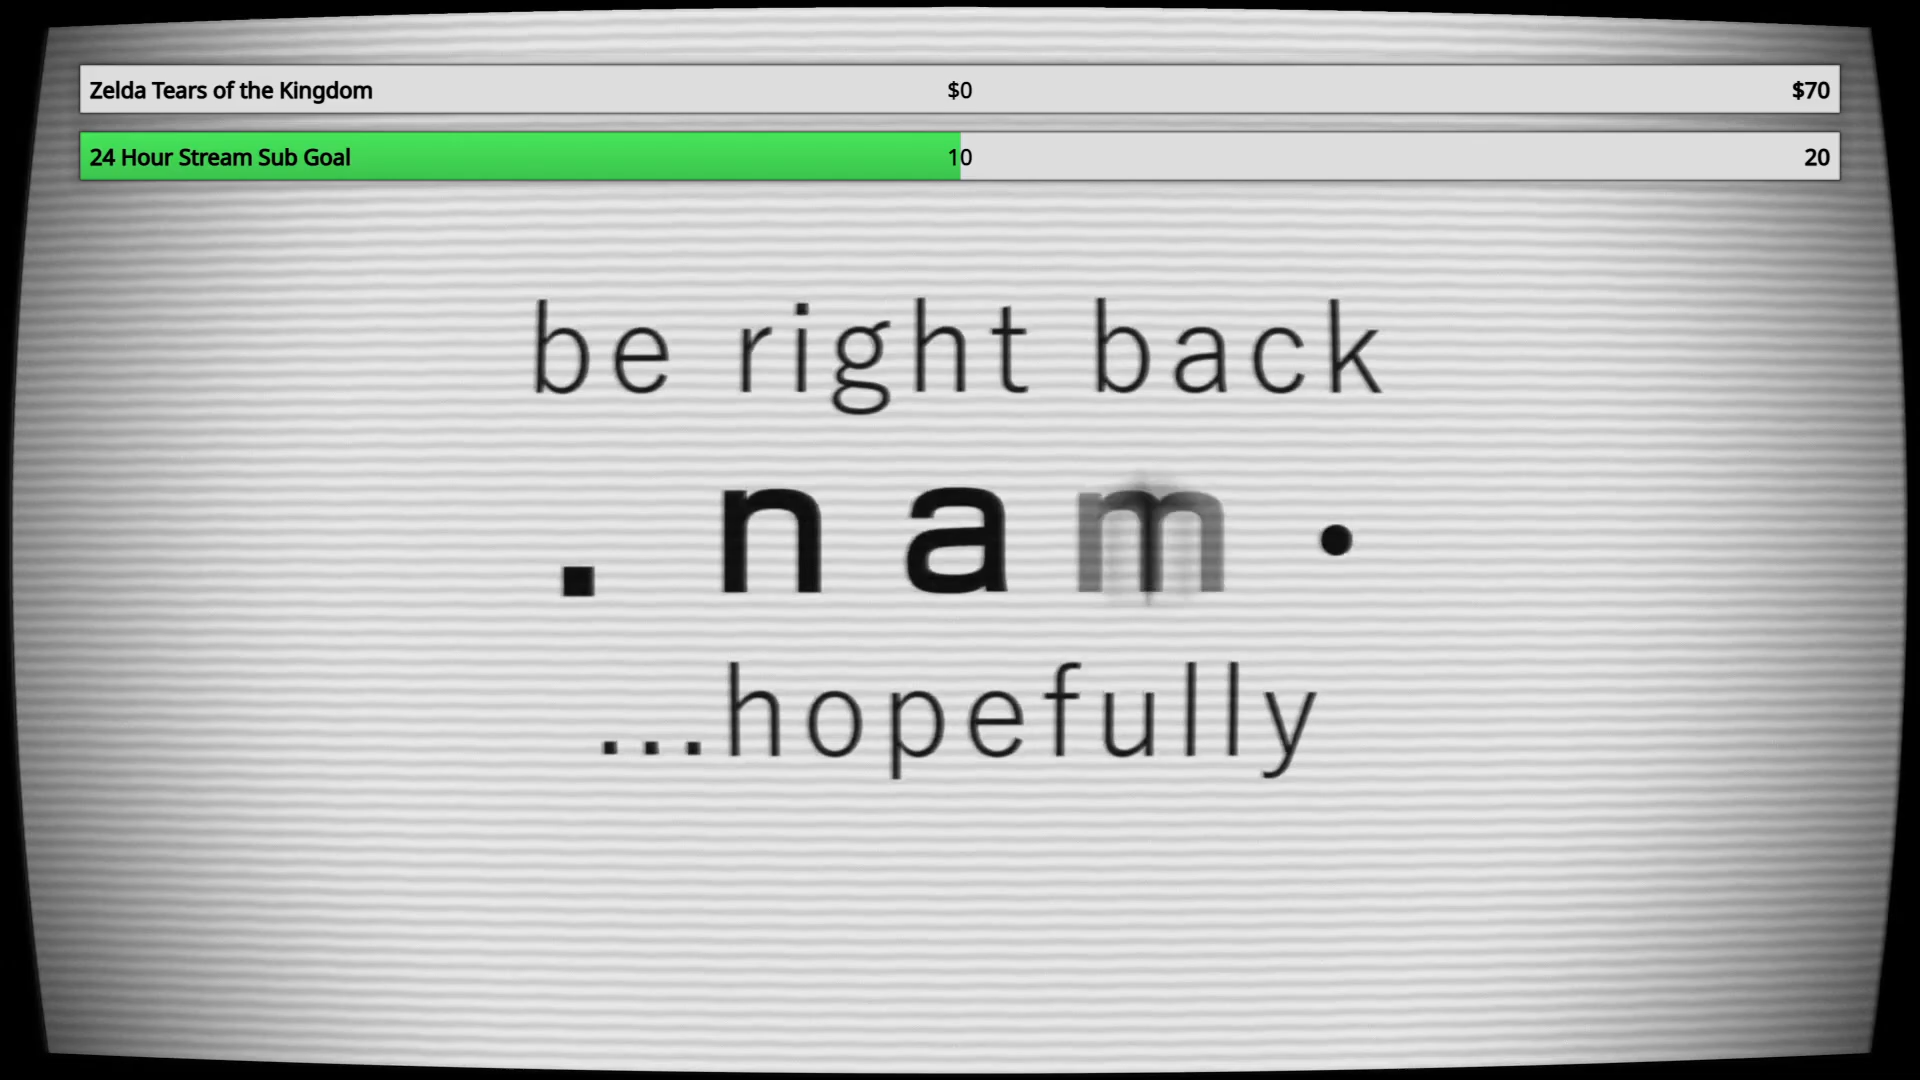 Zelda Tears of the Kingdom $0 $70
24 Hour Stream Sub Goal 10 20
be right back
. n a m •
...hopefully